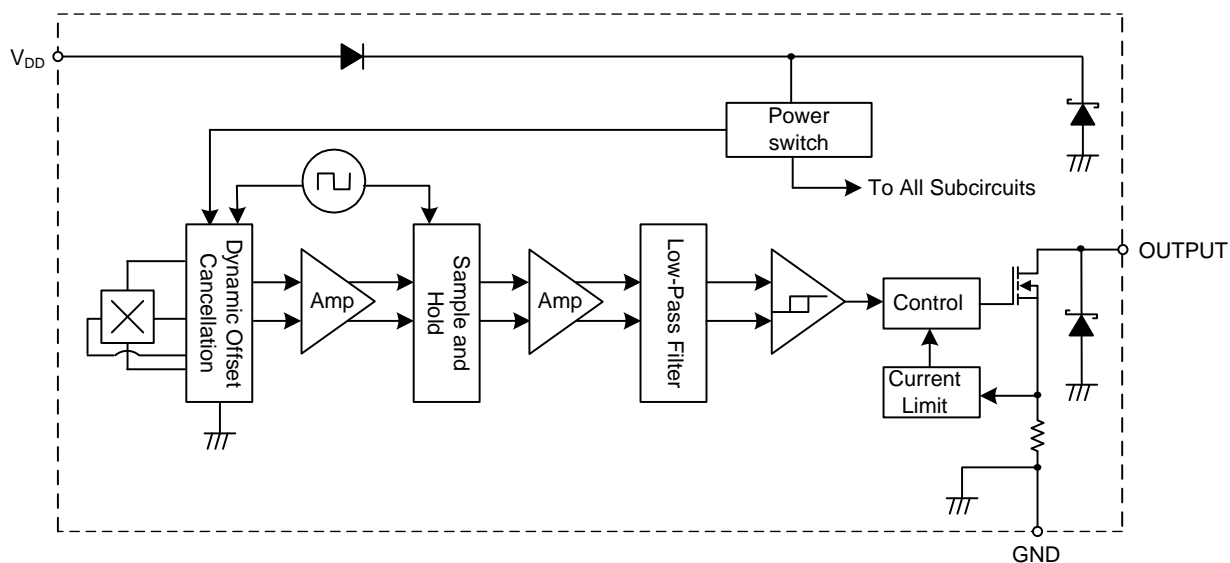 V_DD
Power
switch
To All Subcircuits
OUTPUT
Dynamic Offset
Cancellation
Amp
Sample and
Hold
Amp
Low-Pass Filter
Control
Current
Limit
GND